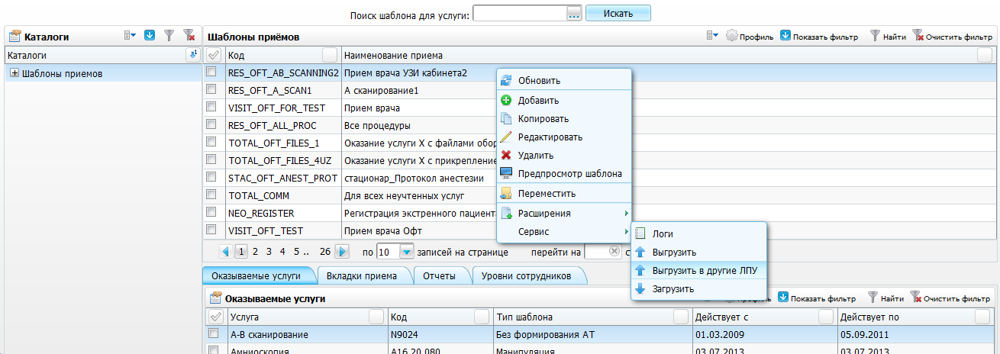 Поиск шаблона для услуги: ... Искать
Каталоги
Каталоги
Шаблоны приемов
Шаблоны приёмов Профиль Показать фильтр Найти Очистить фильтр
Код Наименование приема
RES_OFT_AB_SCANNING2 Прием врача УЗИ кабинета2
RES_OFT_A_SCAN1 А сканирование1
VISIT_OFT_FOR_TEST Прием врача
RES_OFT_ALL_PROC Все процедуры
TOTAL_OFT_FILES_1 Оказание услуги Х с файлами обор
TOTAL_OFT_FILES_4UZ Оказание услуги Х с прикрепление
STAC_OFT_ANEST_PROT стационар_Протокол анестезии
TOTAL_COMM Для всех неучтенных услуг
NEO_REGISTER Регистрация экстренного пациента
VISIT_OFT_TEST Прием врача Офт
1 2 3 4 5 .. 26 по 10 записей на странице перейти на с
Обновить
Добавить
Копировать
Редактировать
Удалить
Предпросмотр шаблона
Переместить
Расширения
Сервис
Логи
Выгрузить
Выгрузить в другие ЛПУ
Загрузить
Оказываемые услуги Вкладки приема Отчеты Уровни сотрудников
Оказываемые услуги Профиль Показать фильтр Найти Очистить фильтр
Услуга Код Тип шаблона Действует с Действует по
А-В сканирование N9024 Без формирования АТ 01.03.2009 05.09.2011
Амниоскопия A16.20.080 Манипуляция 03.07.2013 03.07.2013